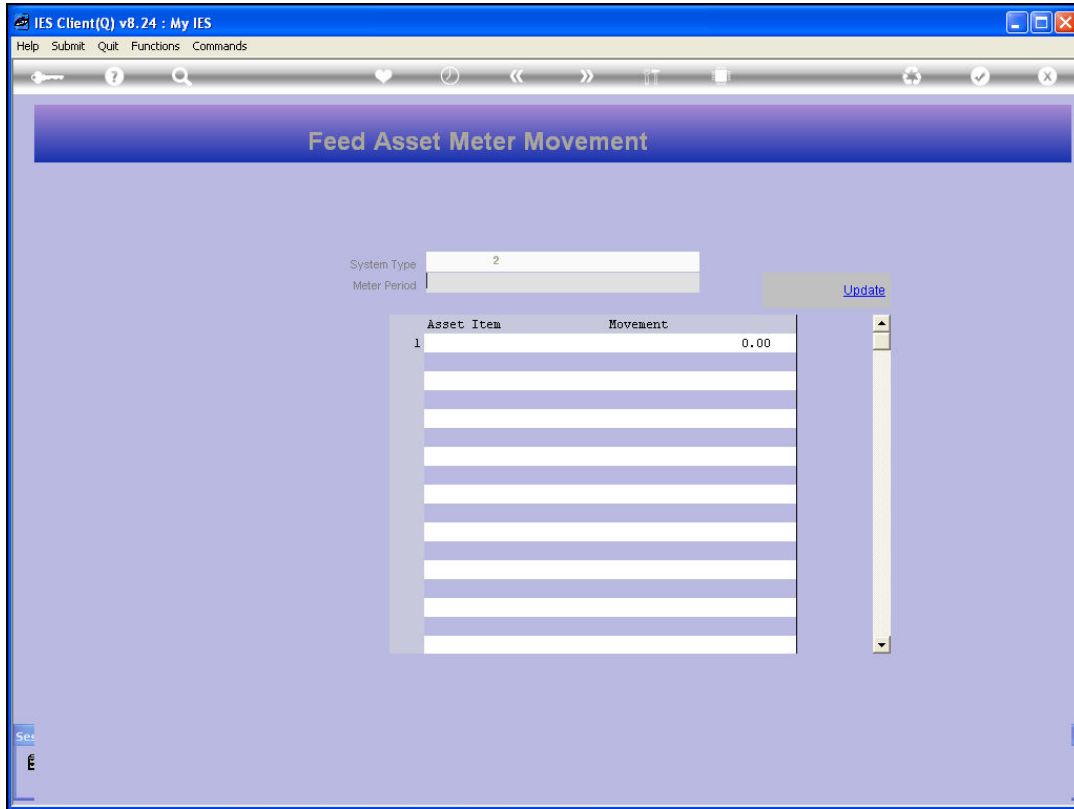 IES Client(Q) v8.24 : My IES
Help Submit Quit Functions Commands
Feed Asset Meter Movement
System Type 2
Meter Period
Update
Asset Item Movement
1 0.00